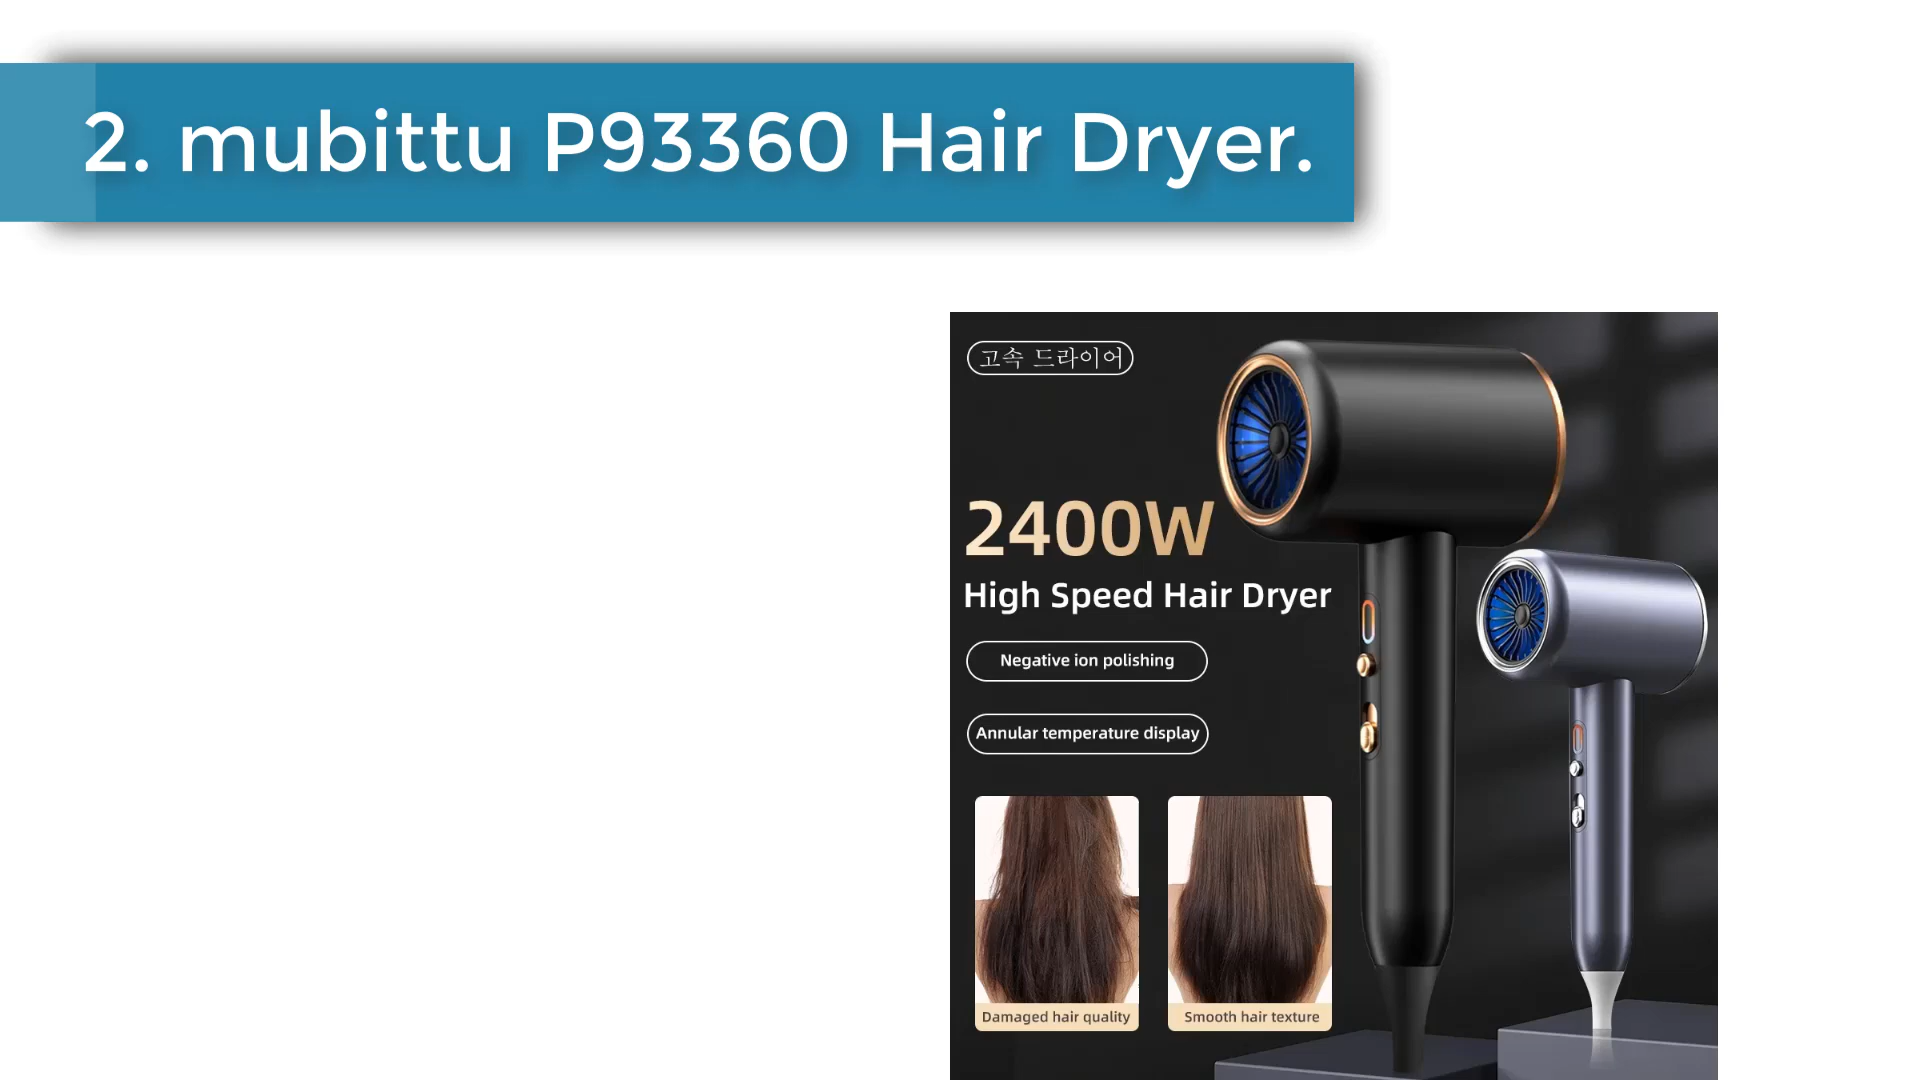 2. mubittu P93360 Hair Dryer.
고속 드라이어
2400W
High Speed Hair Dryer
Negative ion polishing
Annular temperature display
Damaged hair quality
Smooth hair texture